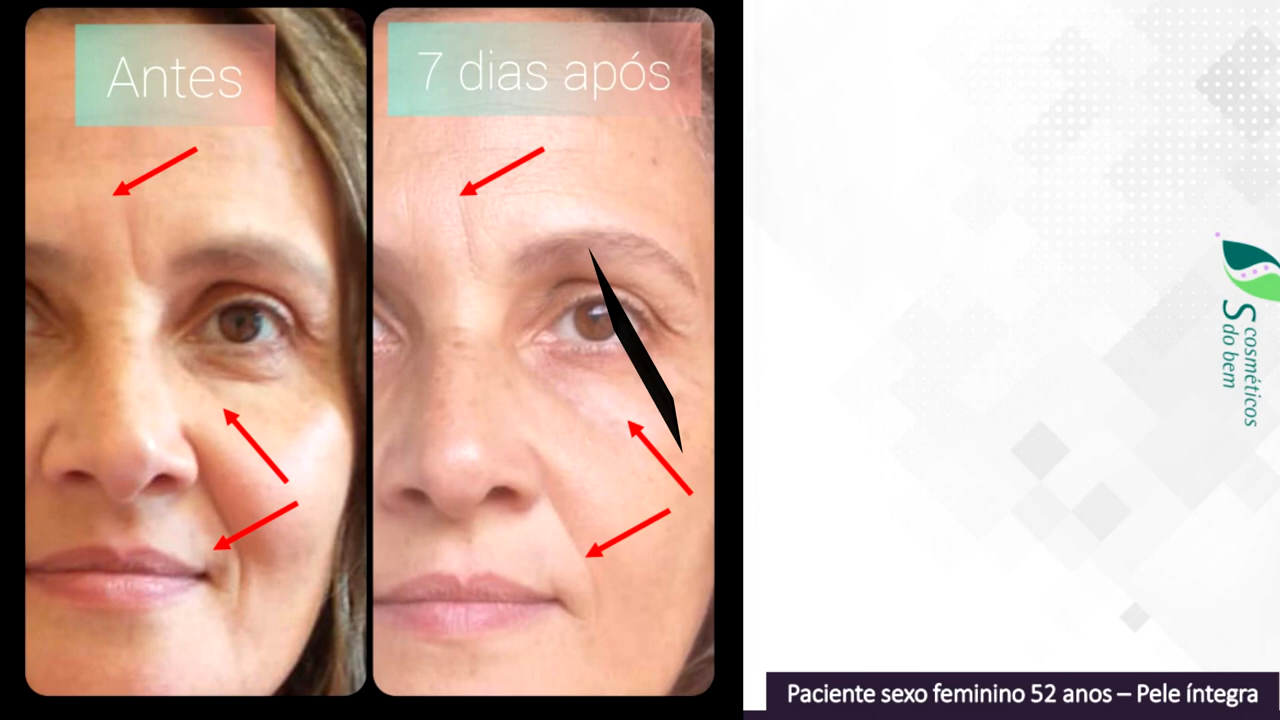 Antes
7 dias após
S cosméticos
do bem
Paciente sexo feminino 52 anos – Pele íntegra